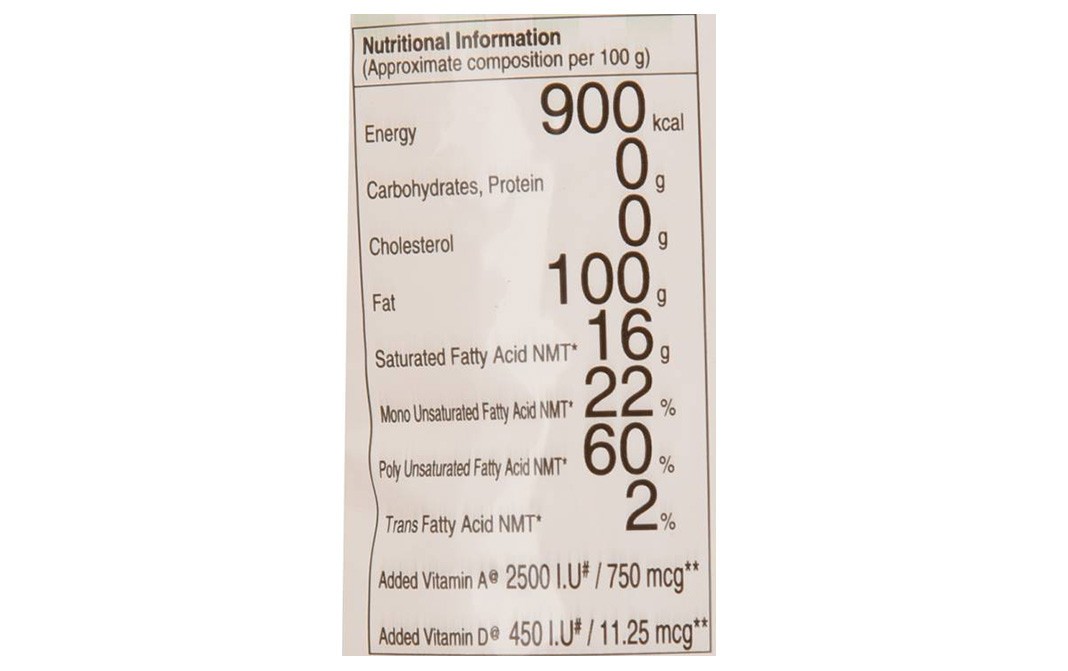 Nutritional Information
(Approximate composition per 100 g)
Energy 900 kcal
Carbohydrates, Protein 0 g
Cholesterol 0 g
Fat 100 g
Saturated Fatty Acid NMT* 16 g
Mono Unsaturated Fatty Acid NMT* 22 %
Poly Unsaturated Fatty Acid NMT* 60 %
Trans Fatty Acid NMT* 2 %
Added Vitamin A@ 2500 I.U# / 750 mcg**
Added Vitamin D@ 450 I.U# / 11.25 mcg**